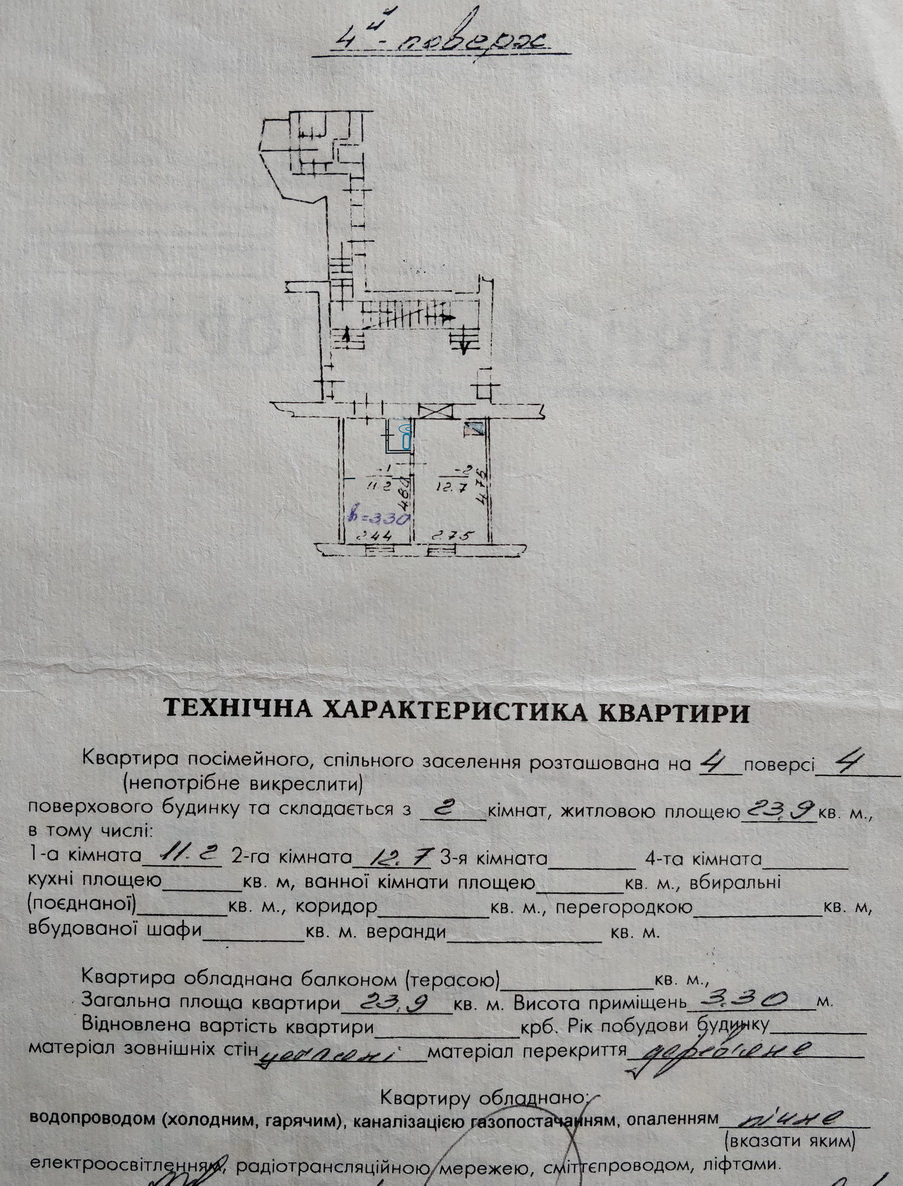 4й - поверх
-1
11.2
4.60
-2
12.7
4.75
h=3.30
2.44
2.75
ТЕХНІЧНА ХАРАКТЕРИСТИКА КВАРТИРИ
Квартира посімейного, спільного заселення розташована на 4 поверсі 4
(непотрібне викреслити)
поверхового будинку та складається з 2 кімнат, житловою площею 23,9 кв. м.,
в тому числі:
1-а кімната 11.2 2-га кімната 12.7 3-я кімната 4-та кімната
кухні площею кв. м, ванної кімнати площею кв. м., вбиральні
(поєднаної) кв. м., коридор кв. м., перегородкою кв. м,
вбудованої шафи кв. м. веранди кв. м.
Квартира обладнана балконом (терасою) кв. м.,
Загальна площа квартири 23,9 кв. м. Висота приміщень 3.30 м.
Відновлена вартість квартири крб. Рік побудови будинку
матеріал зовнішніх стін цегляні матеріал перекриття дерев'яне
Квартиру обладнано:
водопроводом (холодним, гарячим), каналізацією газопостачанням, опаленням пічне
(вказати яким)
електроосвітленням, радіотрансляційною мережею, сміттєпроводом, ліфтами.